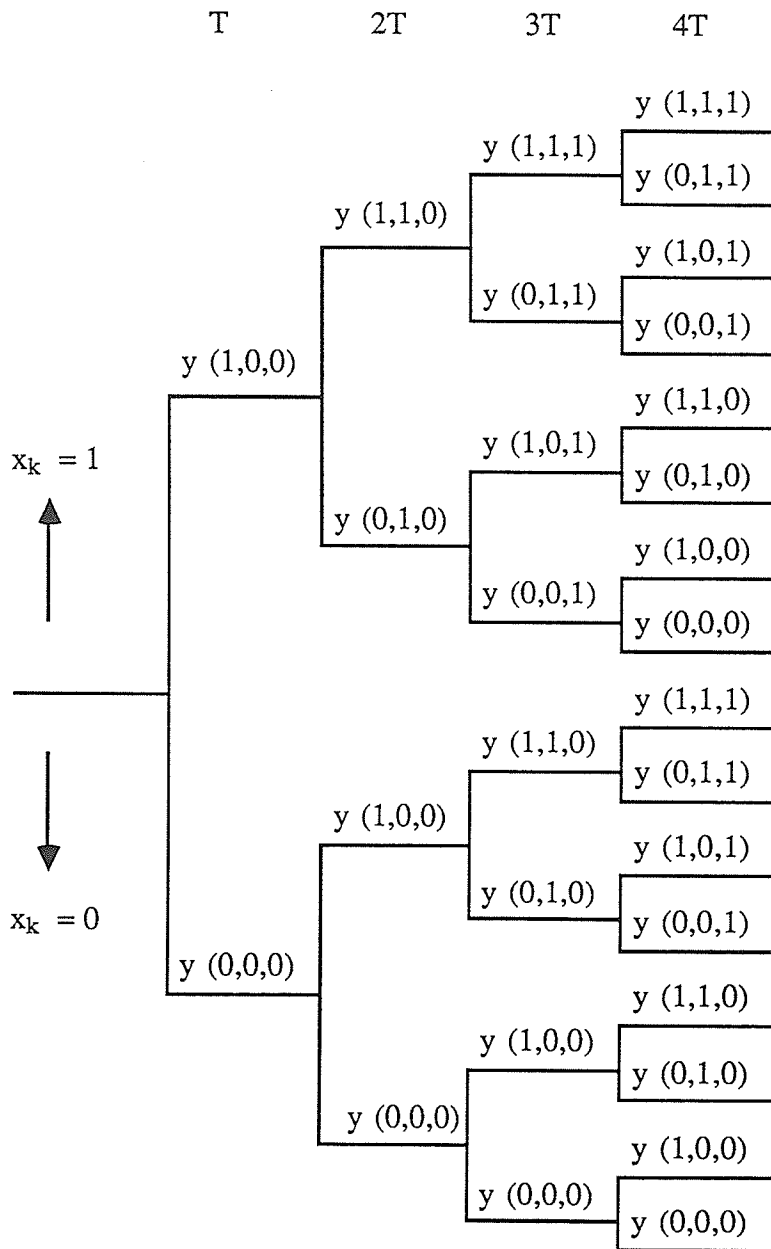 T 2T 3T 4T
y (1,1,1)
y (1,1,1)
y (0,1,1)
y (1,1,0)
y (1,0,1)
y (0,1,1)
y (0,0,1)
y (1,0,0)
y (1,1,0)
y (1,0,1)
xk = 1
y (0,1,0)
y (0,1,0)
y (1,0,0)
y (0,0,1)
y (0,0,0)
y (1,1,1)
y (1,1,0)
y (0,1,1)
y (1,0,0)
y (1,0,1)
y (0,1,0)
xk = 0
y (0,0,1)
y (0,0,0)
y (1,1,0)
y (1,0,0)
y (0,1,0)
y (0,0,0)
y (1,0,0)
y (0,0,0)
y (0,0,0)